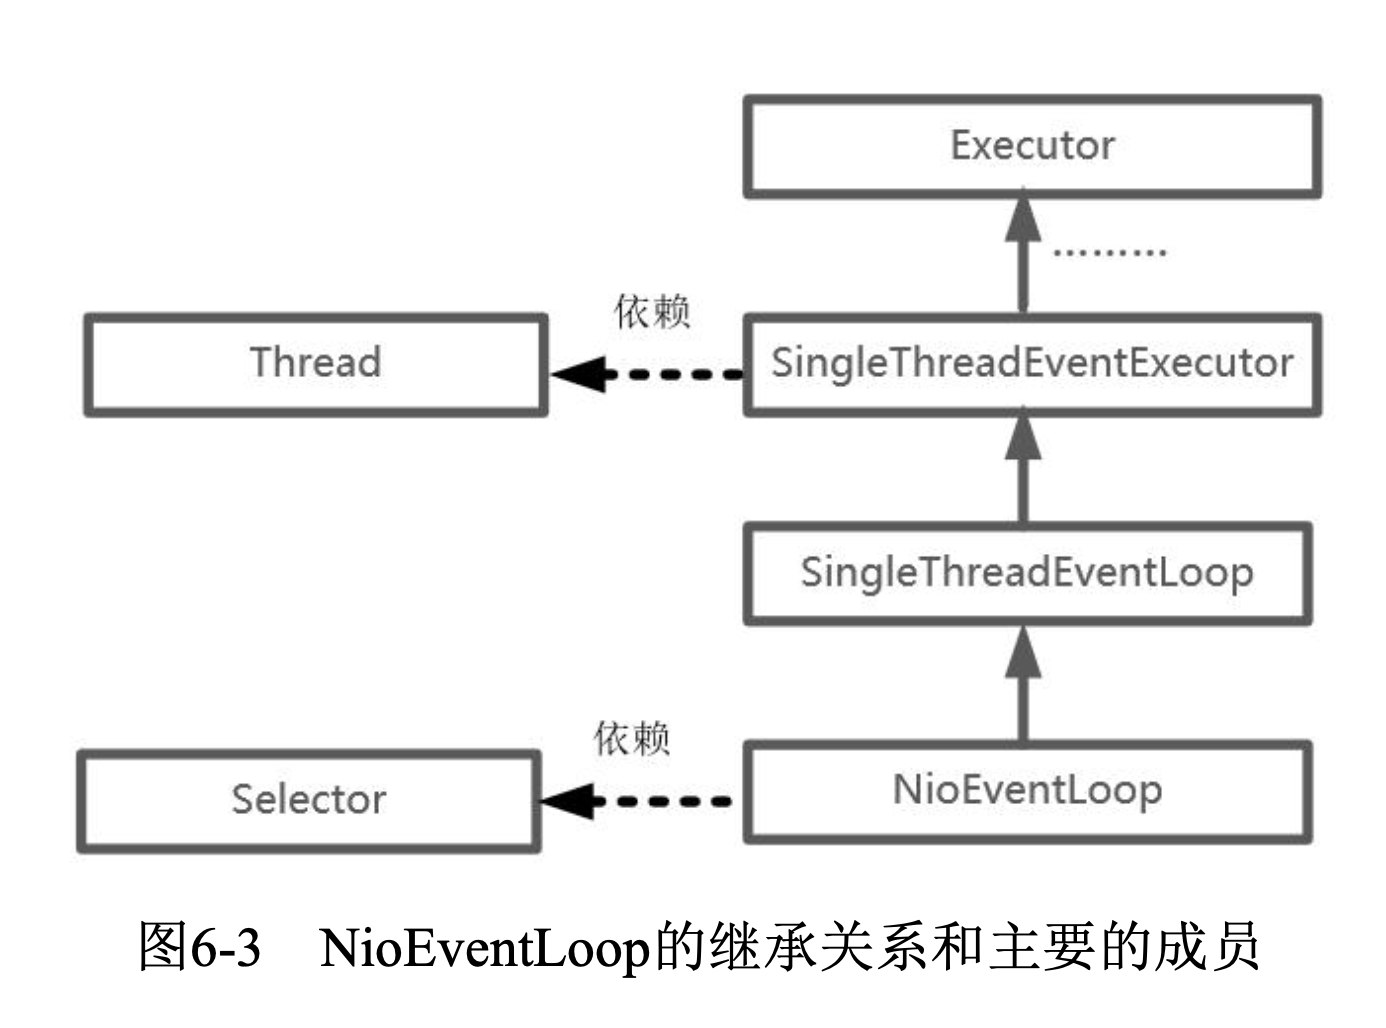 Executor
………
依赖
Thread
SingleThreadEventExecutor
SingleThreadEventLoop
依赖
Selector
NioEventLoop
图6-3 NioEventLoop的继承关系和主要的成员